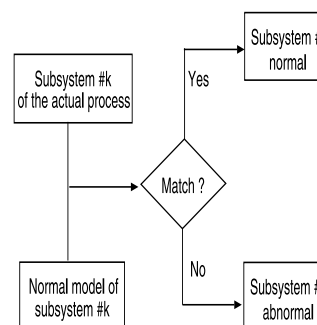 Subsystem #
normal
Subsystem #k
of the actual process
Yes
Match ?
No
Normal model of
subsystem #k
Subsystem #
abnormal